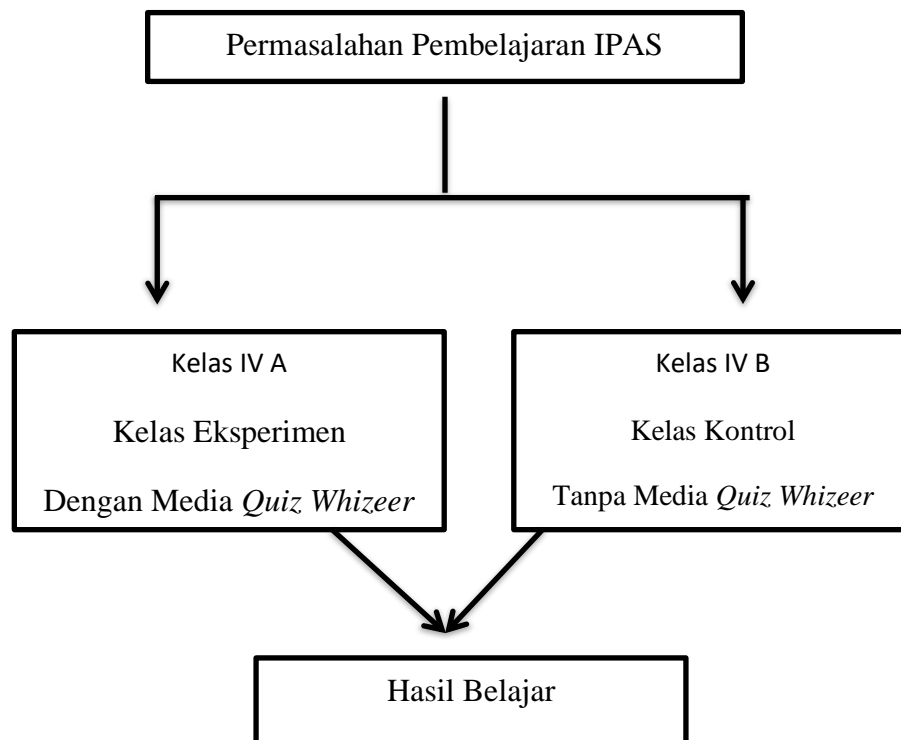 Permasalahan Pembelajaran IPAS
Kelas IV A
Kelas Eksperimen
Dengan Media Quiz Whizeer
Kelas IV B
Kelas Kontrol
Tanpa Media Quiz Whizeer
Hasil Belajar